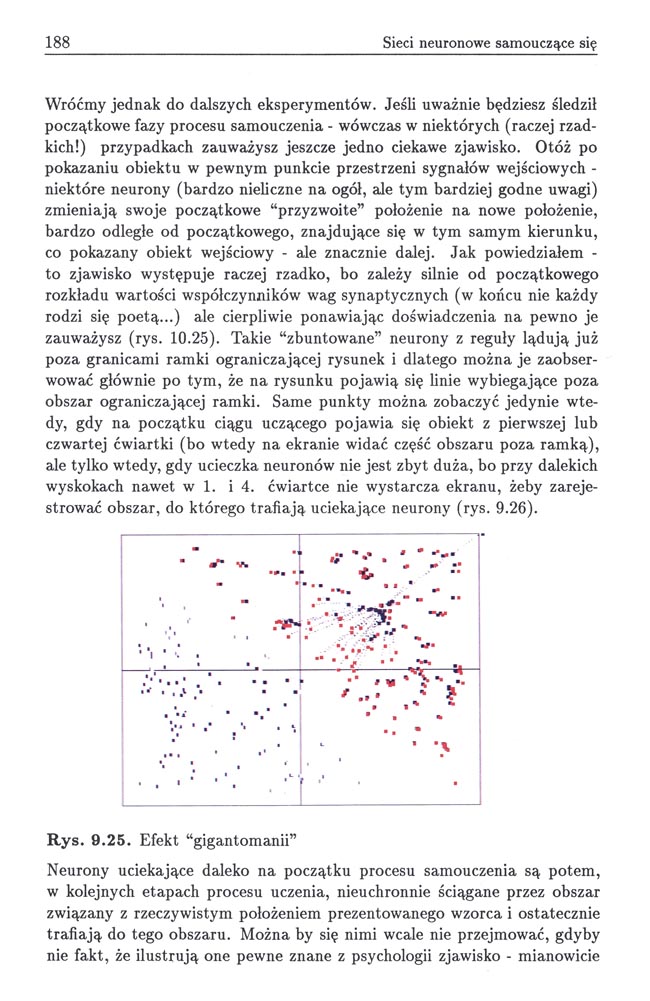 188
Sieci neuronowe samouczące się
Wróćmy jednak do dalszych eksperymentów. Jeśli uważnie będziesz śledził
początkowe fazy procesu samouczenia - wówczas w niektórych (raczej rzad-
kich!) przypadkach zauważysz jeszcze jedno ciekawe zjawisko. Otóż po
pokazaniu obiektu w pewnym punkcie przestrzeni sygnałów wejściowych -
niektóre neurony (bardzo nieliczne na ogół, ale tym bardziej godne uwagi)
zmieniają swoje początkowe “przyzwoite” położenie na nowe położenie,
bardzo odległe od początkowego, znajdujące się w tym samym kierunku,
co pokazany obiekt wejściowy - ale znacznie dalej. Jak powiedziałem -
to zjawisko występuje raczej rzadko, bo zależy silnie od początkowego
rozkładu wartości współczynników wag synaptycznych (w końcu nie każdy
rodzi się poetą...) ale cierpliwie ponawiając doświadczenia na pewno je
zauważysz (rys. 10.25). Takie “zbuntowane” neurony z reguły lądują już
poza granicami ramki ograniczającej rysunek i dlatego można je zaobser-
wować głównie po tym, że na rysunku pojawią się linie wybiegające poza
obszar ograniczającej ramki. Same punkty można zobaczyć jedynie wte-
dy, gdy na początku ciągu uczącego pojawia się obiekt z pierwszej lub
czwartej ćwiartki (bo wtedy na ekranie widać część obszaru poza ramką),
ale tylko wtedy, gdy ucieczka neuronów nie jest zbyt duża, bo przy dalekich
wyskokach nawet w 1. i 4. ćwiartce nie wystarcza ekranu, żeby zareje-
strować obszar, do którego trafiają uciekające neurony (rys. 9.26).
Rys. 9.25. Efekt “gigantomanii”
Neurony uciekające daleko na początku procesu samouczenia są potem,
w kolejnych etapach procesu uczenia, nieuchronnie ściągane przez obszar
związany z rzeczywistym położeniem prezentowanego wzorca i ostatecznie
trafiają do tego obszaru. Można by się nimi wcale nie przejmować, gdyby
nie fakt, że ilustrują one pewne znane z psychologii zjawisko - mianowicie